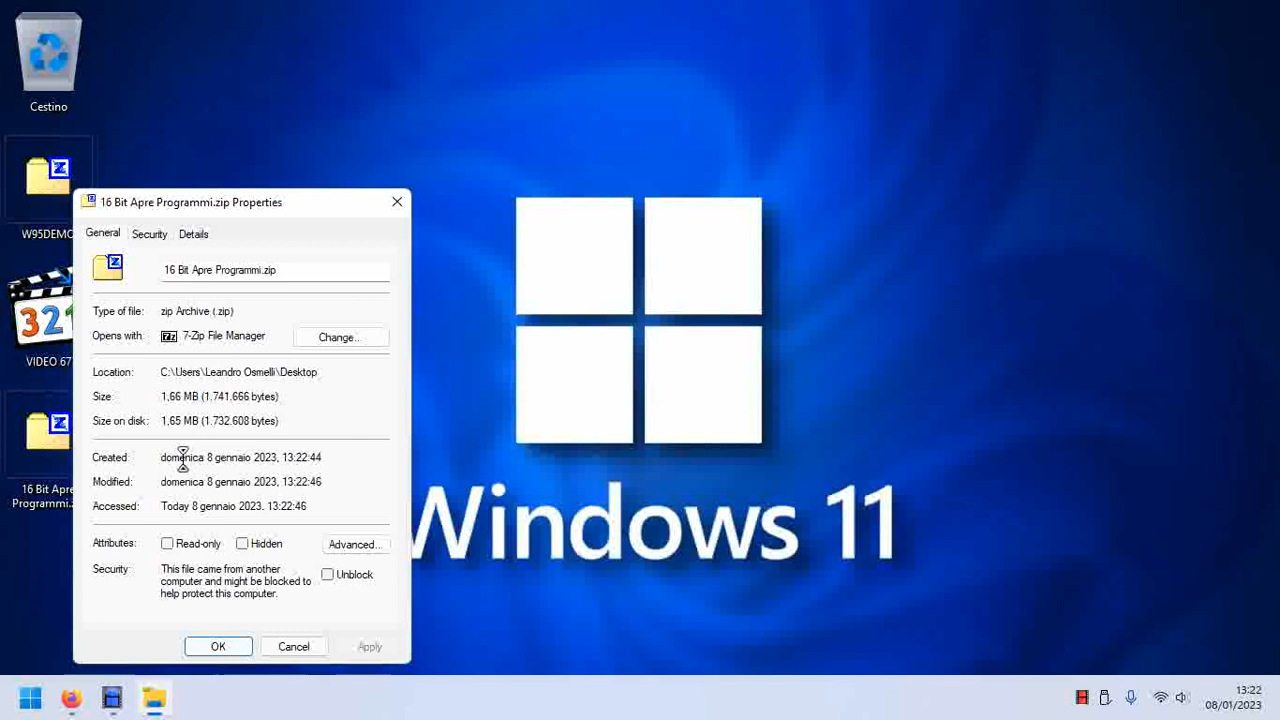 Cestino
W95DEMO
VIDEO 67
16 Bit Apre
Programmi...
16 Bit Apre Programmi.zip Properties
General
Security
Details
16 Bit Apre Programmi.zip
Type of file:
zip Archive (.zip)
Opens with:
7-Zip File Manager
Change...
Location:
C:\Users\Leandro Osmelli\Desktop
Size:
1,66 MB (1.741.666 bytes)
Size on disk:
1,65 MB (1.732.608 bytes)
Created:
domenica 8 gennaio 2023, 13:22:44
Modified:
domenica 8 gennaio 2023, 13:22:46
Accessed:
Today 8 gennaio 2023, 13:22:46
Attributes:
Read-only
Hidden
Advanced...
Security
This file came from another
computer and might be blocked to
help protect this computer.
Unblock
OK
Cancel
Apply
Windows 11
321
13:22
08/01/2023